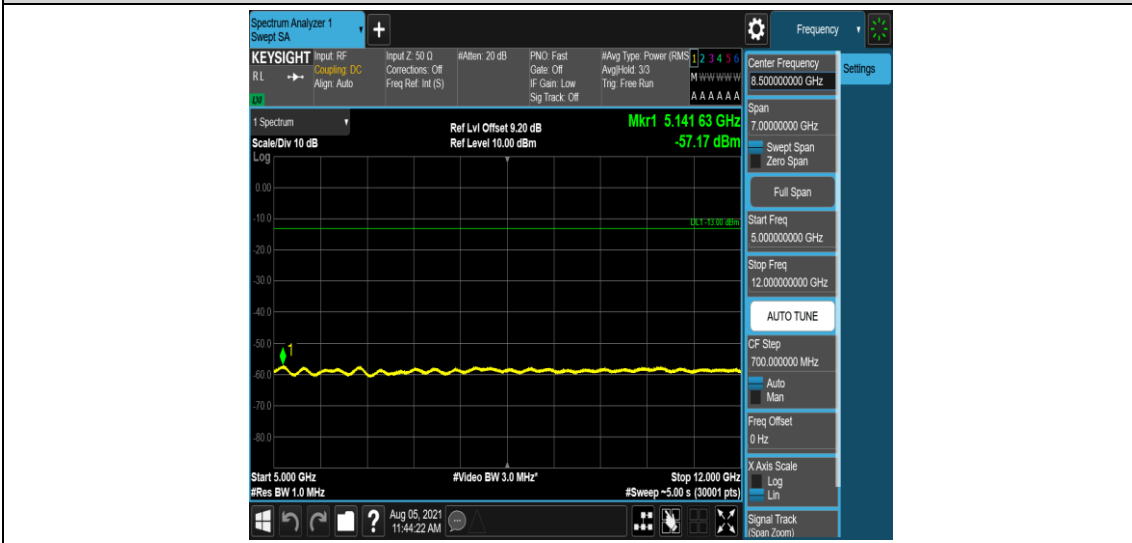 Spectrum Analyzer 1
Swept SA
+
Frequency
KEYSIGHT
RL
LXI
Input: RF
Coupling: DC
Align: Auto
Input Z: 50 Ω
Corrections: Off
Freq Ref: Int (S)
#Atten: 20 dB
PNO: Fast
Gate: Off
IF Gain: Low
Sig Track: Off
#Avg Type: Power (RMS
Avg|Hold: 3/3
Trig: Free Run
1 2 3 4 5 6
M W W W W W
A A A A A A
1 Spectrum
Scale/Div 10 dB
Log
Ref Lvl Offset 9.20 dB
Ref Level 10.00 dBm
Mkr1 5.141 63 GHz
-57.17 dBm
0.00
-10.0
DL1 -13.00 dBm
-20.0
-30.0
-40.0
-50.0
1
-60.0
-70.0
-80.0
Start 5.000 GHz
#Res BW 1.0 MHz
#Video BW 3.0 MHz*
Stop 12.000 GHz
#Sweep ~5.00 s (30001 pts)
?
Aug 05, 2021
11:44:22 AM
Center Frequency
8.500000000 GHz
Settings
Span
7.00000000 GHz
Swept Span
Zero Span
Full Span
Start Freq
5.000000000 GHz
Stop Freq
12.000000000 GHz
AUTO TUNE
CF Step
700.000000 MHz
Auto
Man
Freq Offset
0 Hz
X Axis Scale
Log
Lin
Signal Track
(Span Zoom)